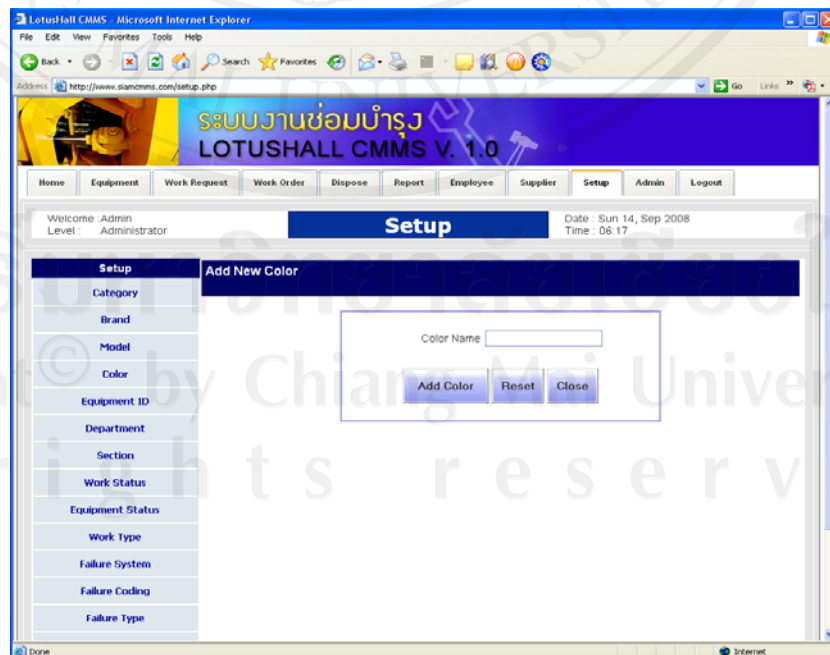 LotusHall CMMS - Microsoft Internet Explorer
File Edit View Favorites Tools Help
Back Search Favorites
Address http://www.siamcmms.com/setup.php Go Links »
ระบบงานซ่อมบำรุง
LOTUSHALL CMMS V. 1.0
Home Equipment Work Request Work Order Dispose Report Employee Supplier Setup Admin Logout
Welcome :Admin
Level : Administrator
Setup
Date : Sun 14, Sep 2008
Time : 06:17
Setup
Category
Brand
Model
Color
Equipment ID
Department
Section
Work Status
Equipment Status
Work Type
Failure System
Failure Coding
Failure Type
Add New Color
Color Name
Add Color Reset Close
© by Chiang Mai Univer
rights reserv
Done Internet